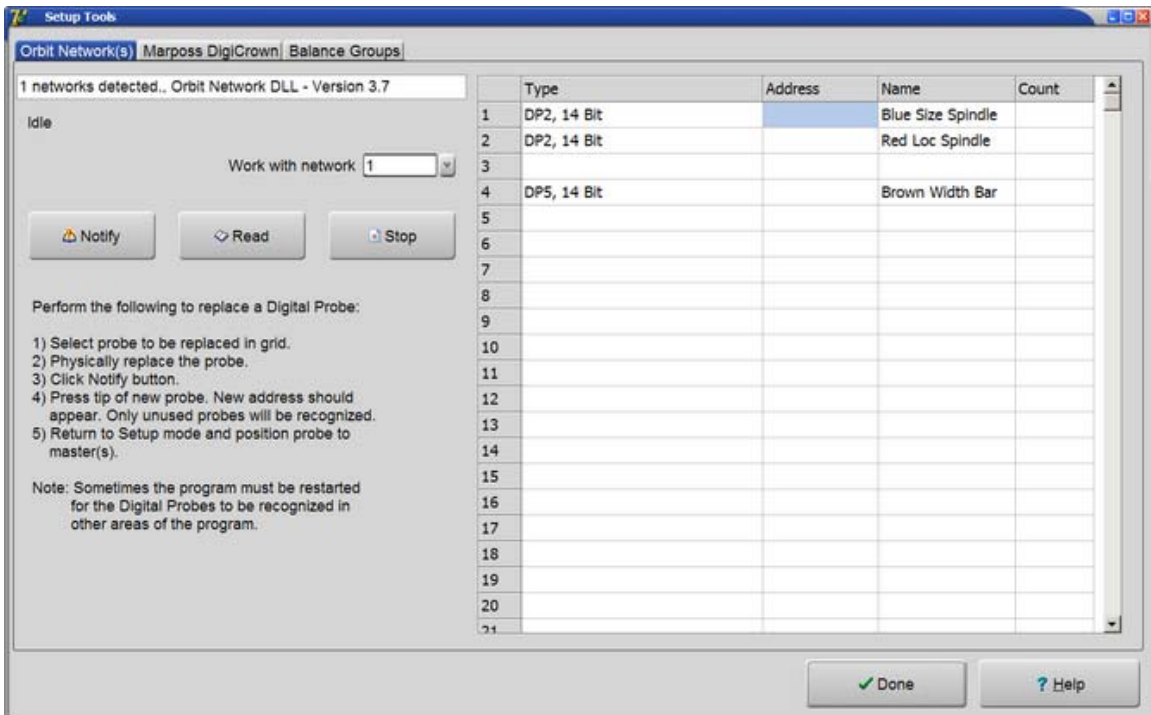 Setup Tools
Orbit Network(s) Marposs DigiCrown Balance Groups
1 networks detected., Orbit Network DLL - Version 3.7
Idle
Work with network 1
Notify Read Stop
Perform the following to replace a Digital Probe:
1) Select probe to be replaced in grid.
2) Physically replace the probe.
3) Click Notify button.
4) Press tip of new probe. New address should
appear. Only unused probes will be recognized.
5) Return to Setup mode and position probe to
master(s).
Note: Sometimes the program must be restarted
for the Digital Probes to be recognized in
other areas of the program.
Type Address Name Count
1 DP2, 14 Bit Blue Size Spindle
2 DP2, 14 Bit Red Loc Spindle
3
4 DP5, 14 Bit Brown Width Bar
5
6
7
8
9
10
11
12
13
14
15
16
17
18
19
20
21
Done Help